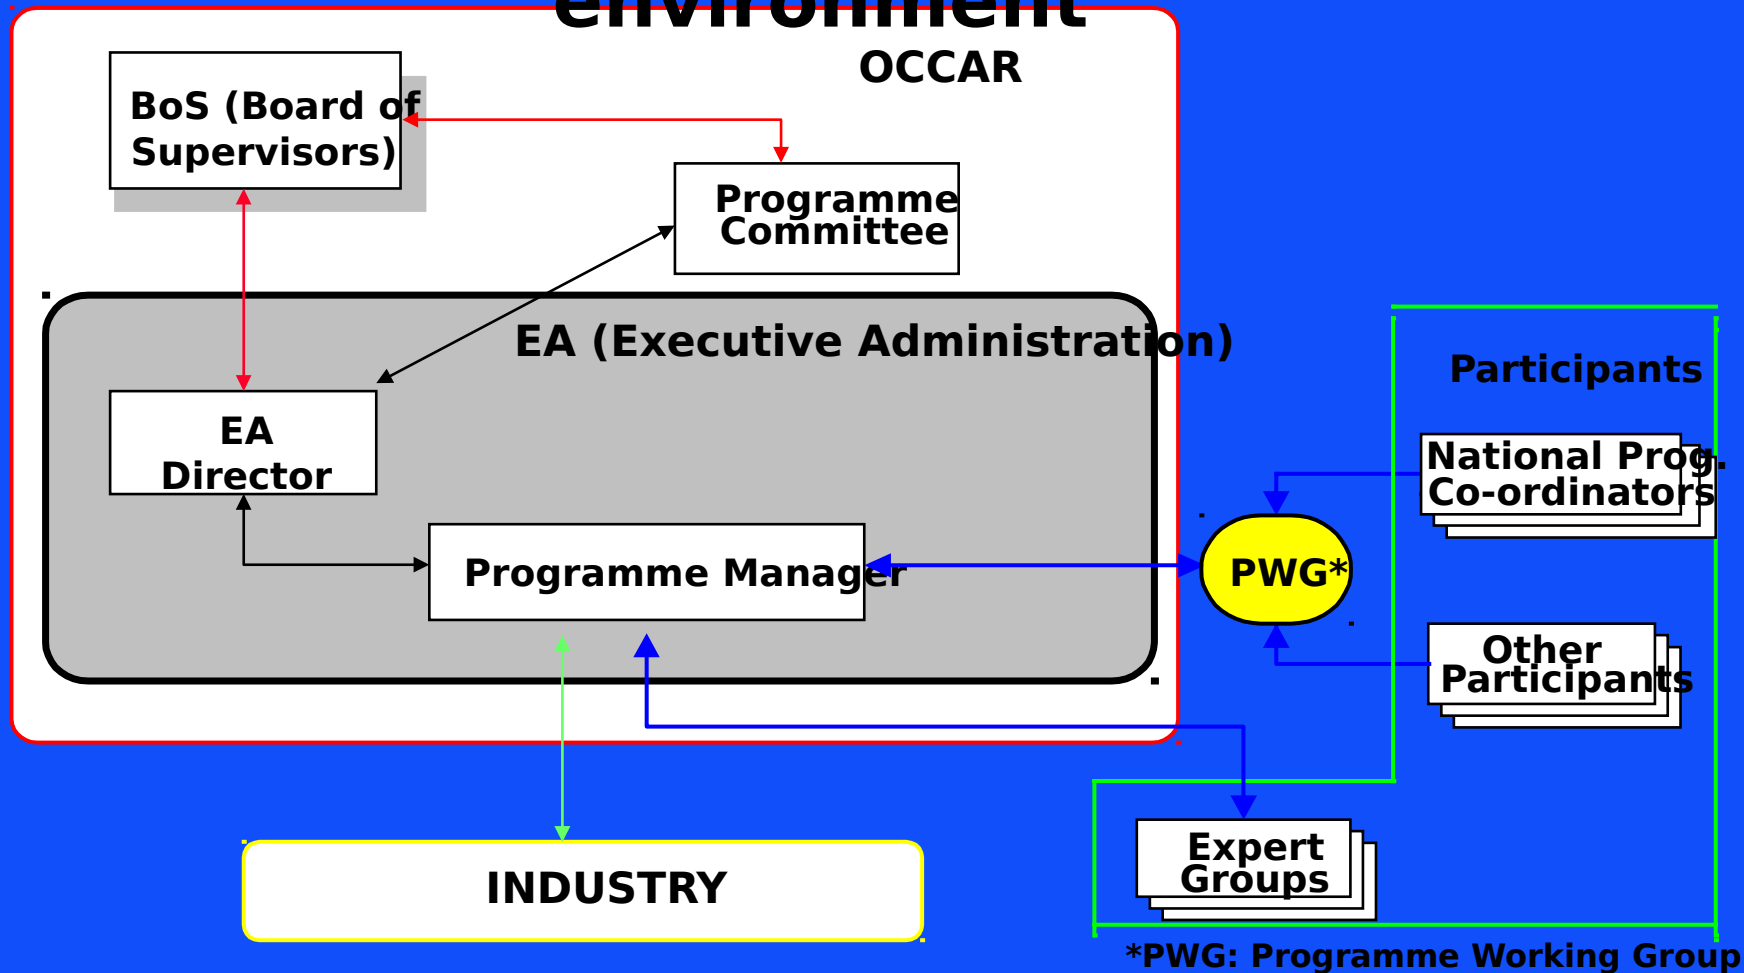 environment
OCCAR
BoS (Board of
Supervisors)
Programme
Committee
EA (Executive Administration)
EA
Director
Programme Manager
PWG*
Participants
National Prog.
Co-ordinators
Other
Participants
Expert
Groups
INDUSTRY
*PWG: Programme Working Group